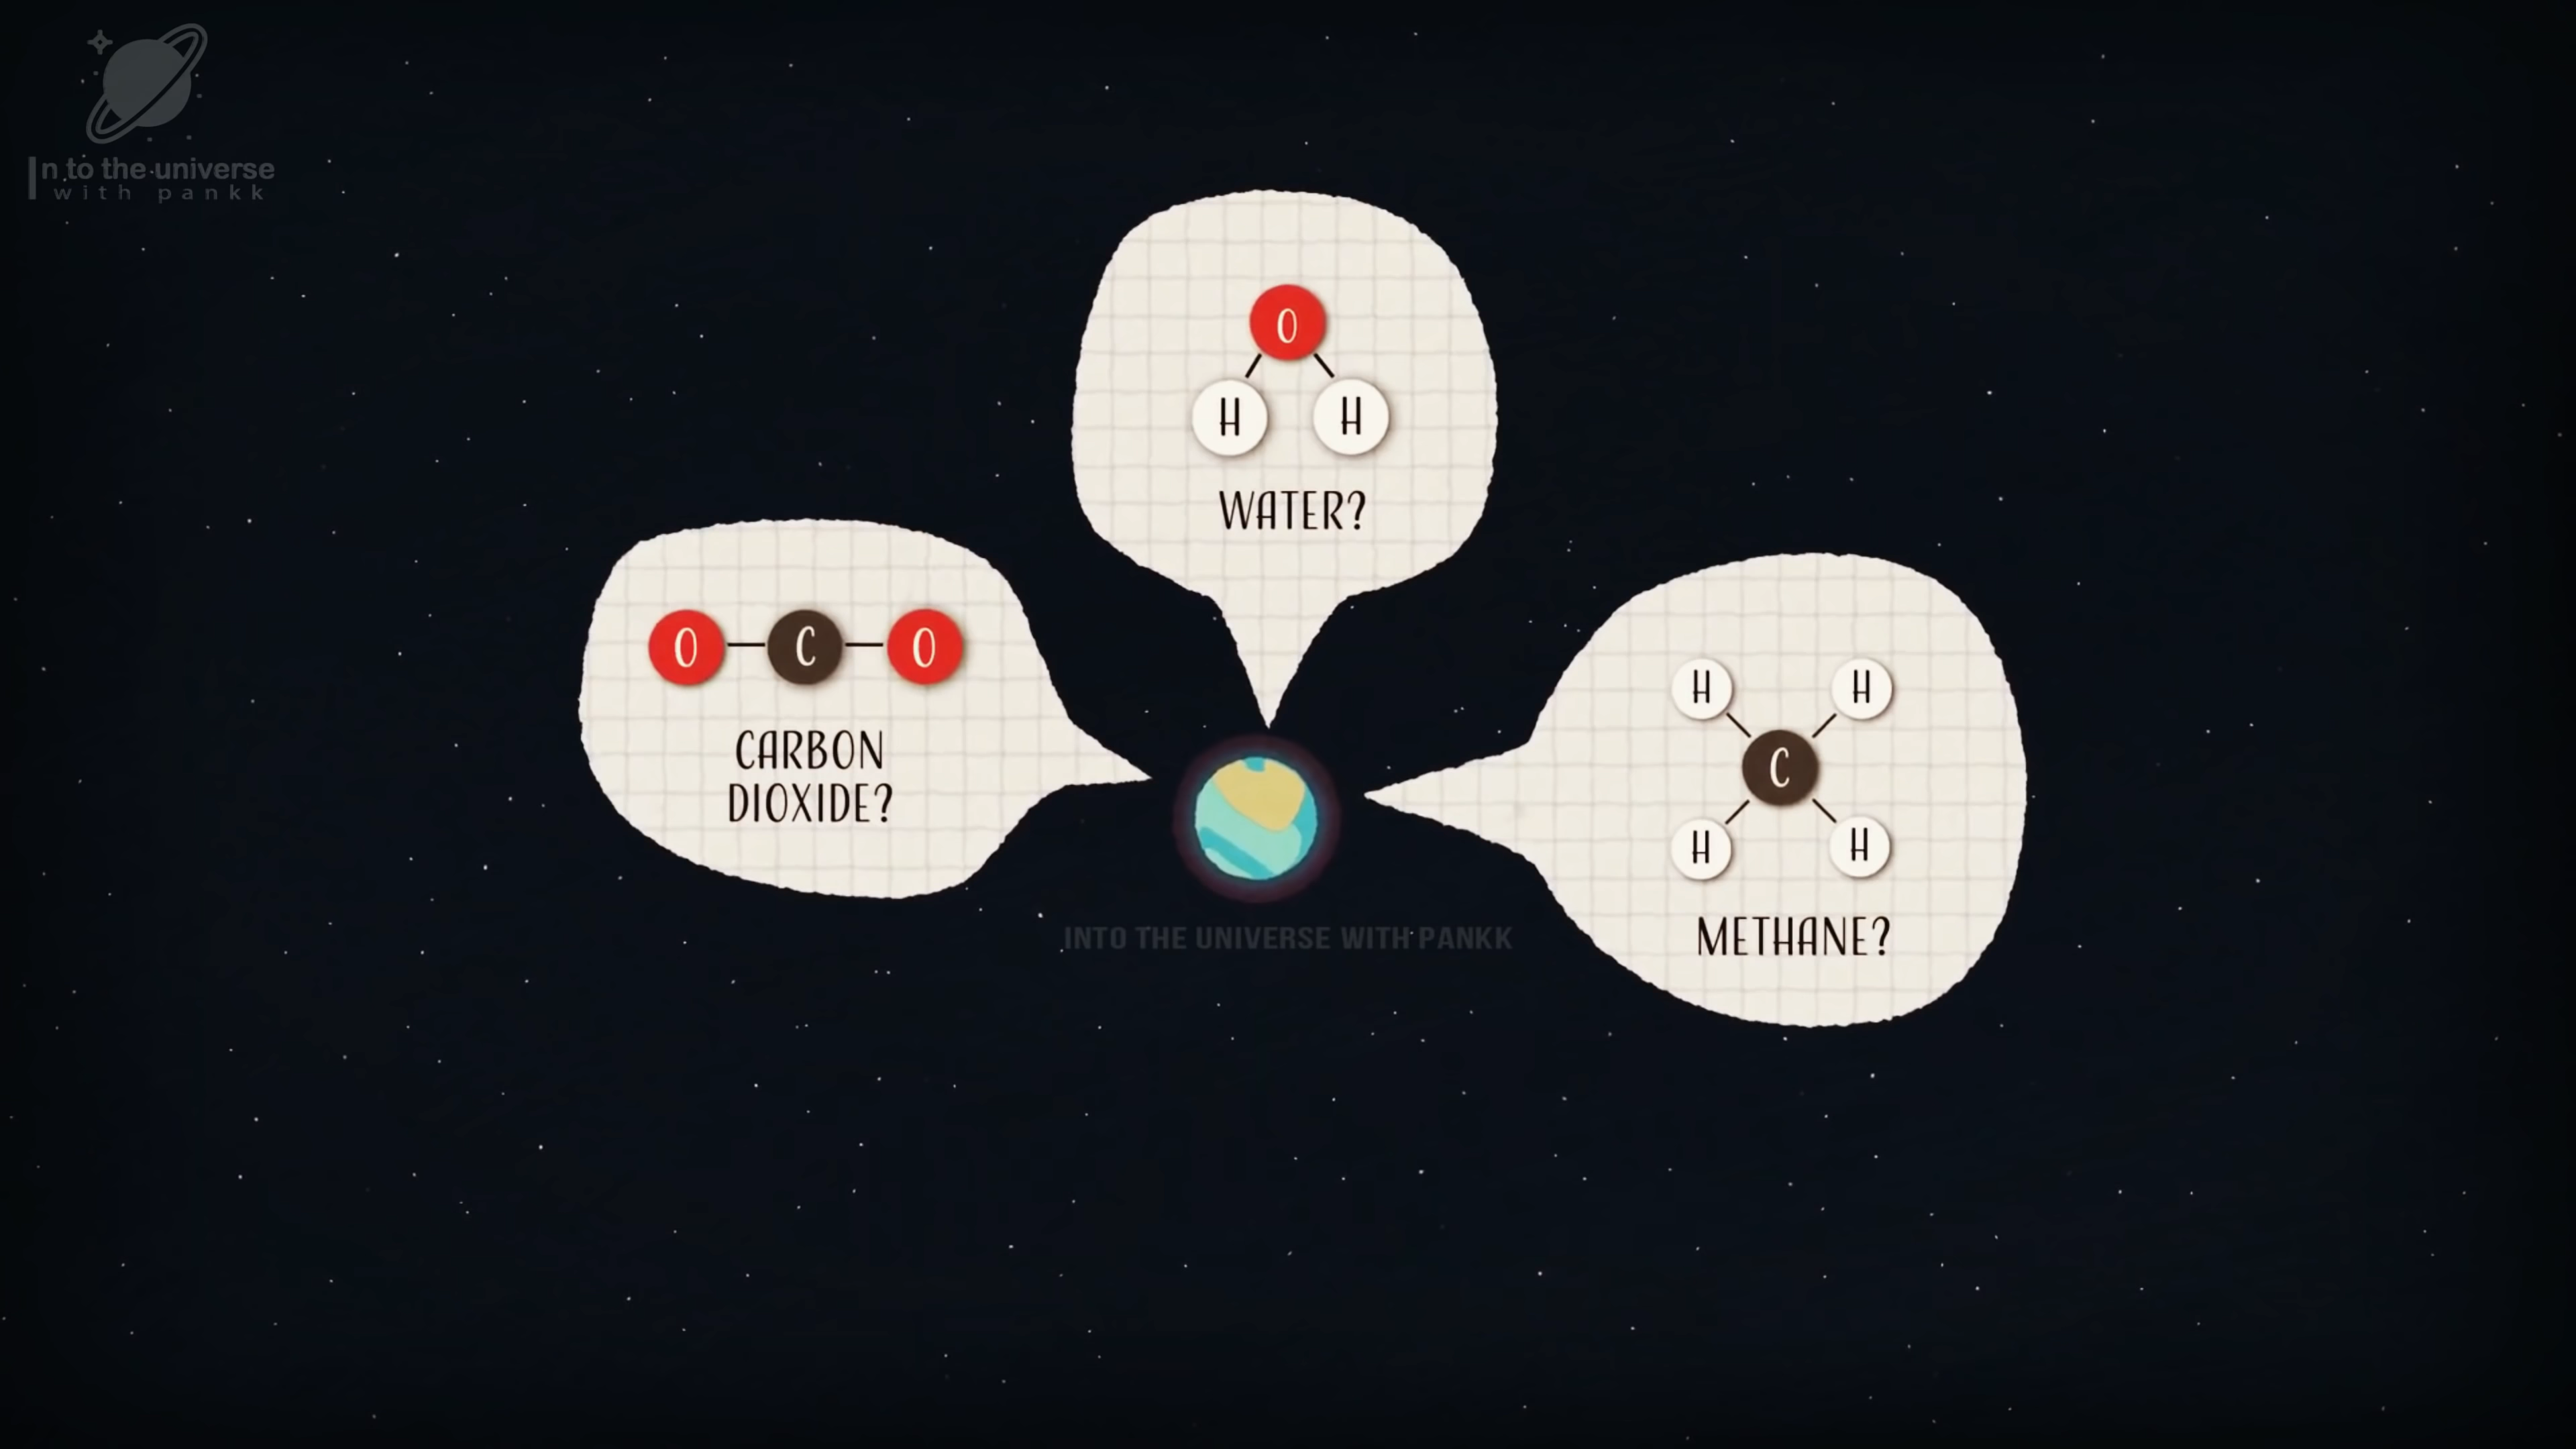 In to the universe
with pankk
O
H H
WATER?
O C O
CARBON
DIOXIDE?
H H
C
H H
METHANE?
INTO THE UNIVERSE WITH PANKK